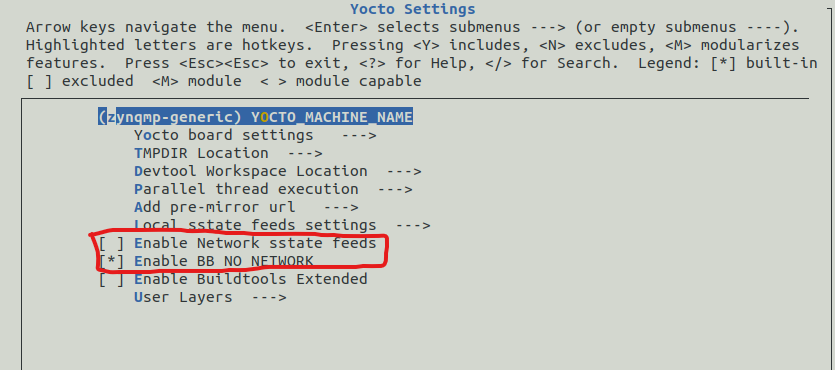 Yocto Settings
Arrow keys navigate the menu.  <Enter> selects submenus ---> (or empty submenus ----).
Highlighted letters are hotkeys.  Pressing <Y> includes, <N> excludes, <M> modularizes
features.  Press <Esc><Esc> to exit, <?> for Help, </> for Search.  Legend: [*] built-in
[ ] excluded  <M> module  < > module capable
(zynqmp-generic) YOCTO_MACHINE_NAME
Yocto board settings  --->
TMPDIR Location  --->
Devtool Workspace Location  --->
Parallel thread execution  --->
Add pre-mirror url  --->
Local sstate feeds settings  --->
[ ] Enable Network sstate feeds
[*] Enable BB NO NETWORK
[ ] Enable Buildtools Extended
User Layers  --->